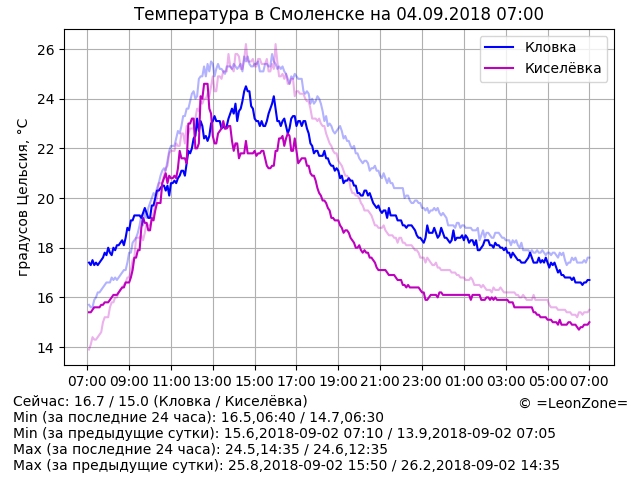 Температура в Смоленске на 04.09.2018 07:00
Кловка
Киселёвка
градусов Цельсия, °C
26
24
22
20
18
16
14
07:00 09:00 11:00 13:00 15:00 17:00 19:00 21:00 23:00 01:00 03:00 05:00 07:00
Сейчас: 16.7 / 15.0 (Кловка / Киселёвка)
© =LeonZone=
Min (за последние 24 часа): 16.5,06:40 / 14.7,06:30
Min (за предыдущие сутки): 15.6,2018-09-02 07:10 / 13.9,2018-09-02 07:05
Max (за последние 24 часа): 24.5,14:35 / 24.6,12:35
Max (за предыдущие сутки): 25.8,2018-09-02 15:50 / 26.2,2018-09-02 14:35